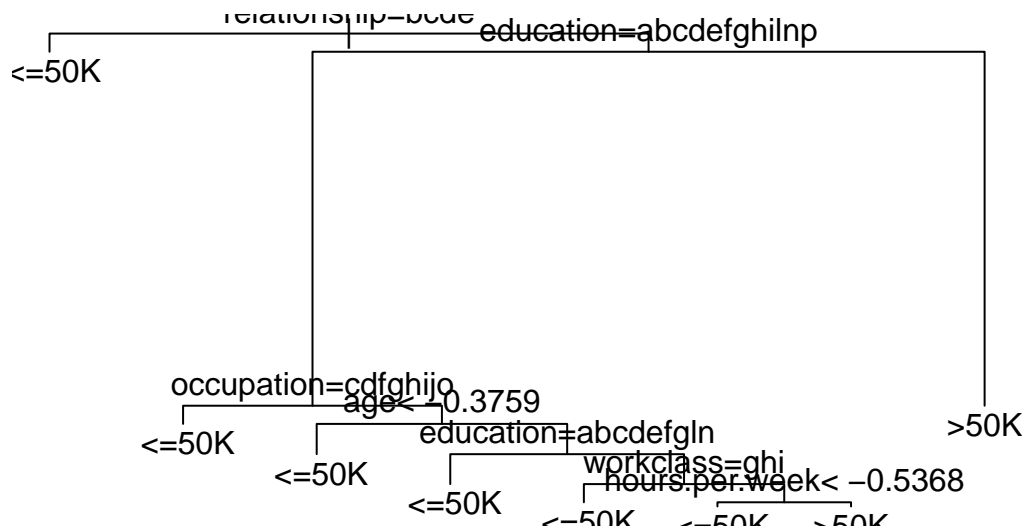 relationship=bcde
education=abcdefghilnp
<=50K
occupation=cdfghijo
age< −0.3759
<=50K
>50K
education=abcdefgln
<=50K
workclass=ghi
hours.per.week< −0.5368
<=50K
<=50K
<=50K
>50K